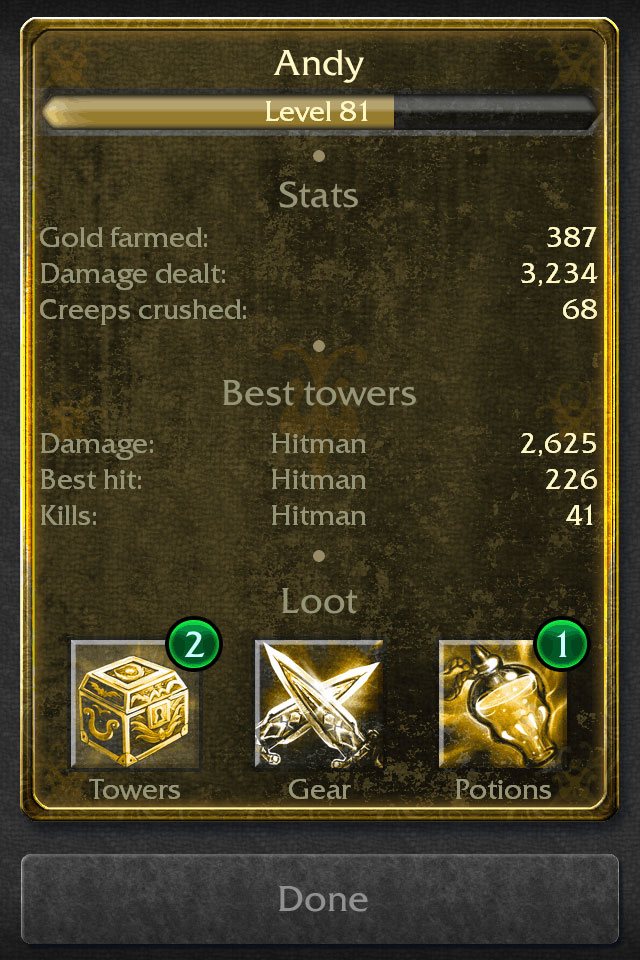 Andy
Level 81
Stats
Gold farmed: 387
Damage dealt: 3,234
Creeps crushed: 68
Best towers
Damage: Hitman 2,625
Best hit: Hitman 226
Kills: Hitman 41
Loot
2 1
Towers Gear Potions
Done